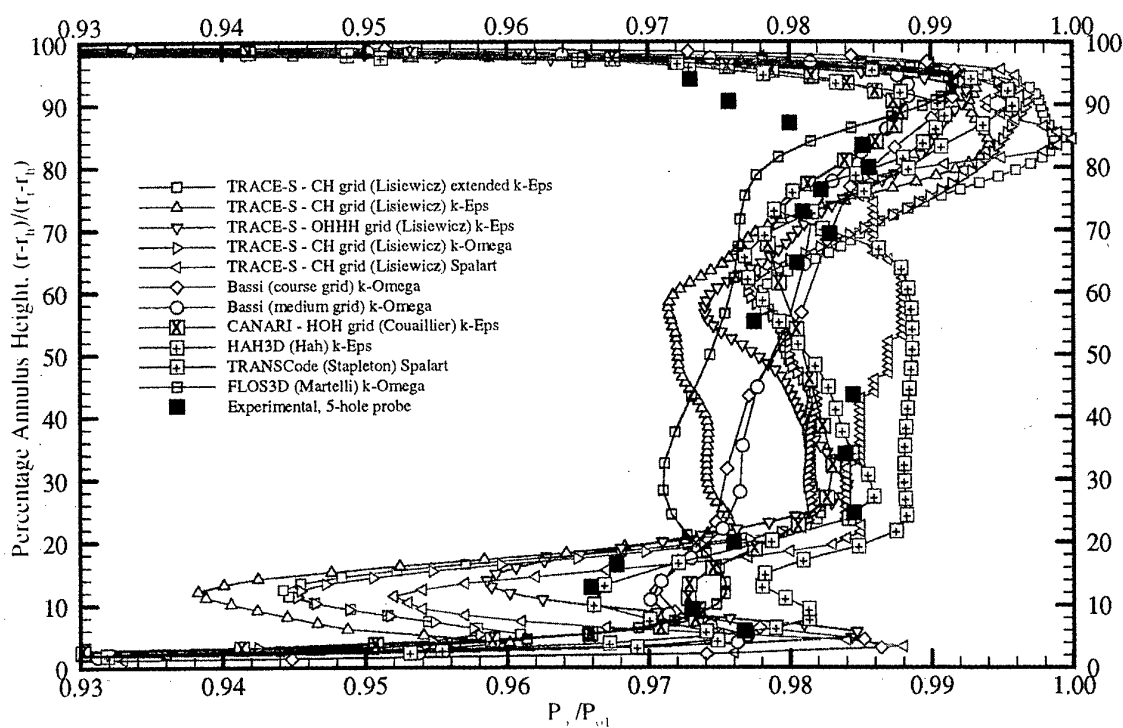 0.93 0.94 0.95 0.96 0.97 0.98 0.99 1.00
100 100
90 90
80 80
70 70
60 60
50 50
40 40
30 30
20 20
10 10
0 0
Percentage Annulus Height, (r-r_h)/(r_t-r_h)
TRACE-S - CH grid (Lisiewicz) extended k-Eps
TRACE-S - CH grid (Lisiewicz) k-Eps
TRACE-S - OHHH grid (Lisiewicz) k-Eps
TRACE-S - CH grid (Lisiewicz) k-Omega
TRACE-S - CH grid (Lisiewicz) Spalart
Bassi (course grid) k-Omega
Bassi (medium grid) k-Omega
CANARI - HOH grid (Couaillier) k-Eps
HAH3D (Hah) k-Eps
TRANSCode (Stapleton) Spalart
FLOS3D (Martelli) k-Omega
Experimental, 5-hole probe
0.93 0.94 0.95 0.96 0.97 0.98 0.99 1.00